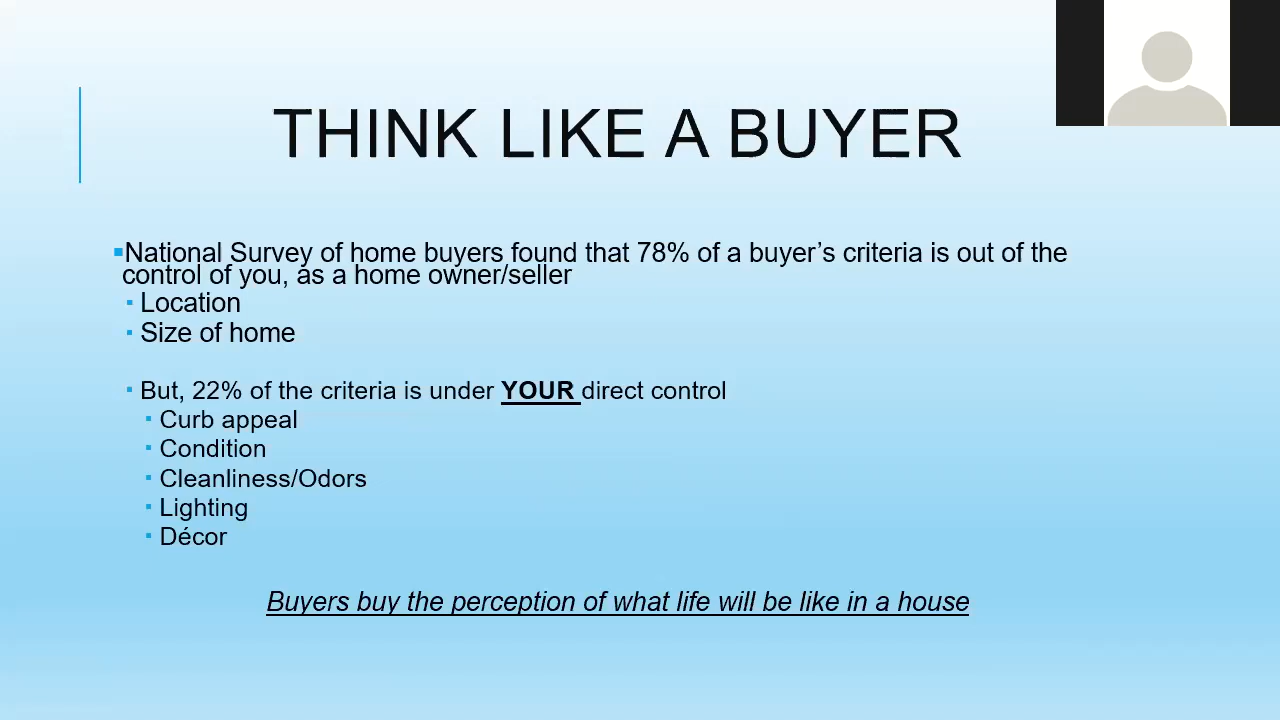 THINK LIKE A BUYER
National Survey of home buyers found that 78% of a buyer’s criteria is out of the
control of you, as a home owner/seller
Location
Size of home
But, 22% of the criteria is under YOUR direct control
Curb appeal
Condition
Cleanliness/Odors
Lighting
Décor
Buyers buy the perception of what life will be like in a house